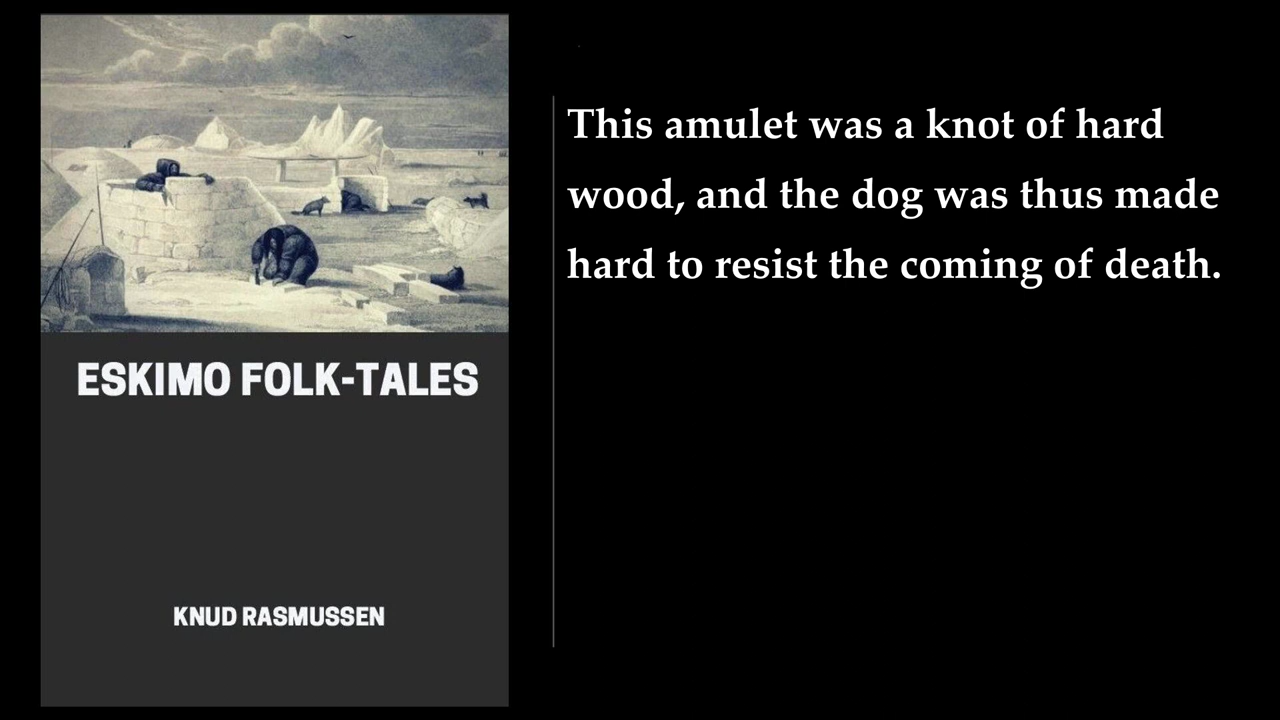 ESKIMO FOLK-TALES
KNUD RASMUSSEN
This amulet was a knot of hard
wood, and the dog was thus made
hard to resist the coming of death.